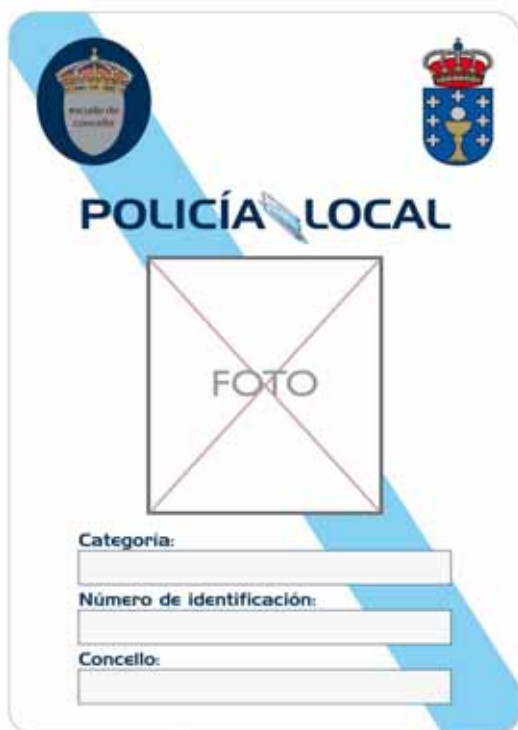 escudo do
concello
POLICÍA LOCAL
FOTO
Categoría:
Número de identificación:
Concello: